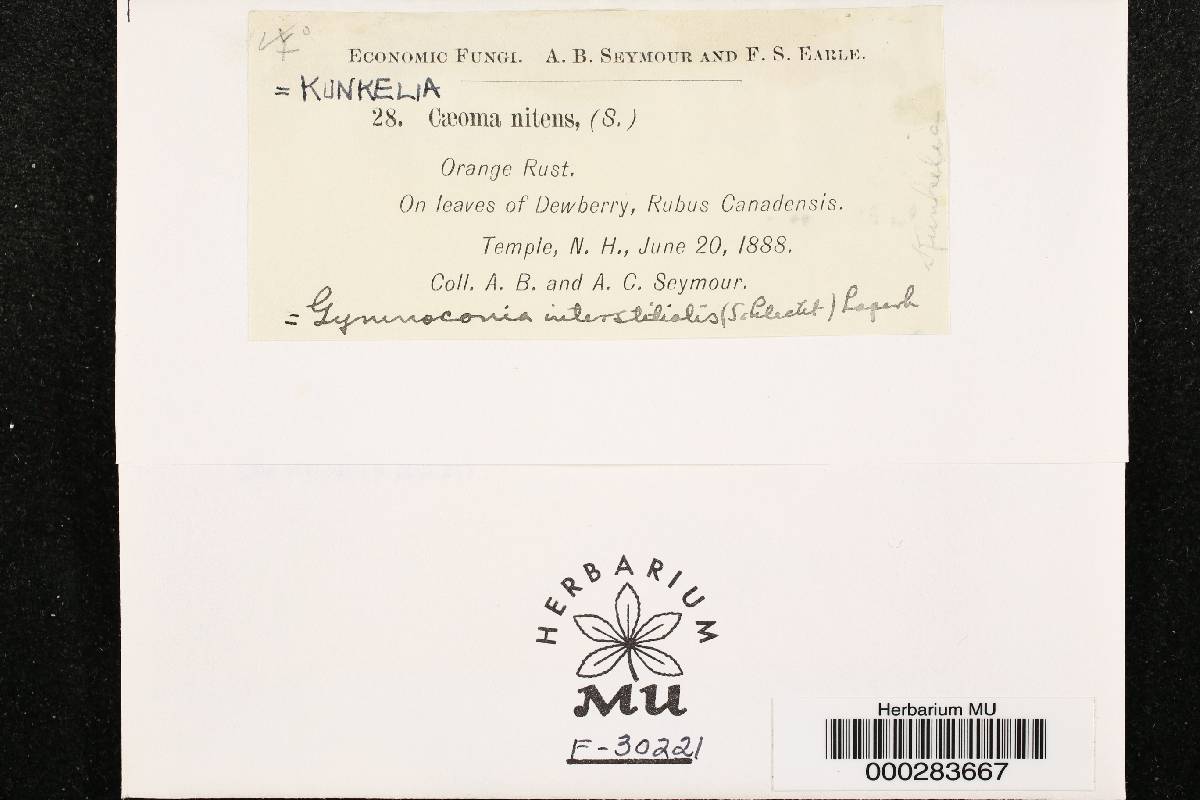 Economic Fungi. A. B. Seymour and F. S. Earle.
= KUNKELIA
28. Cæoma nitens, (S.)
Orange Rust.
On leaves of Dewberry, Rubus Canadensis.
Temple, N. H., June 20, 1888.
Coll. A. B. and A. C. Seymour.
= Gymnoconia interstitialis (Schlecht) Lagerh
HERBARIUM
MU
F-30221
Herbarium MU
000283667